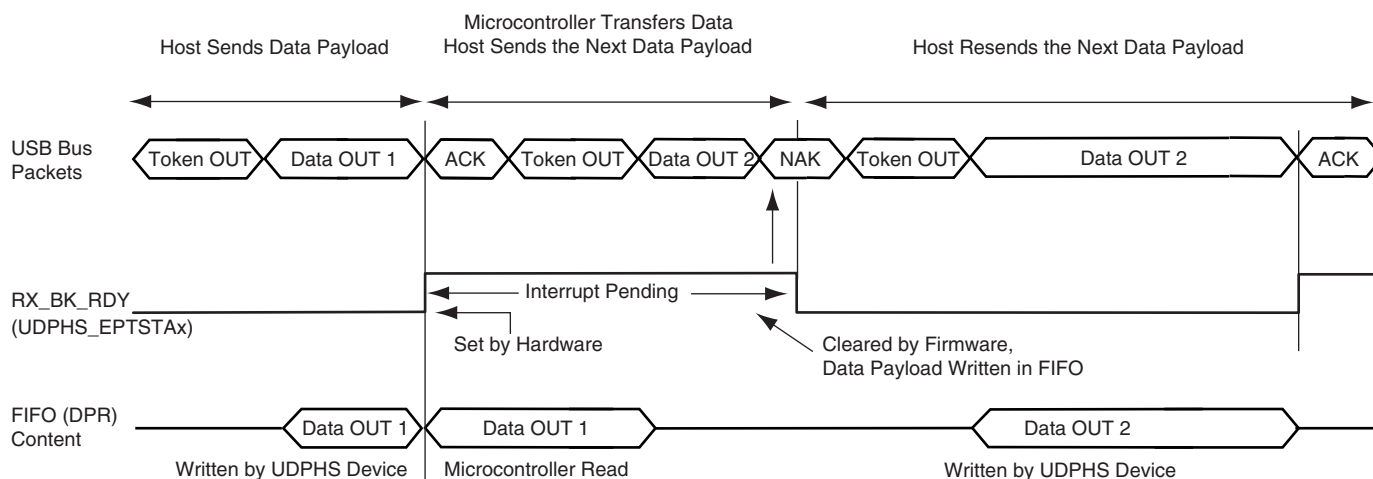 Host Sends Data Payload
Microcontroller Transfers Data
Host Sends the Next Data Payload
Host Resends the Next Data Payload
USB Bus
Packets
Token OUT
Data OUT 1
ACK
Token OUT
Data OUT 2
NAK
Token OUT
Data OUT 2
ACK
RX_BK_RDY
(UDPHS_EPTSTAx)
Interrupt Pending
Set by Hardware
Cleared by Firmware,
Data Payload Written in FIFO
FIFO (DPR)
Content
Data OUT 1
Data OUT 1
Data OUT 2
Written by UDPHS Device
Microcontroller Read
Written by UDPHS Device